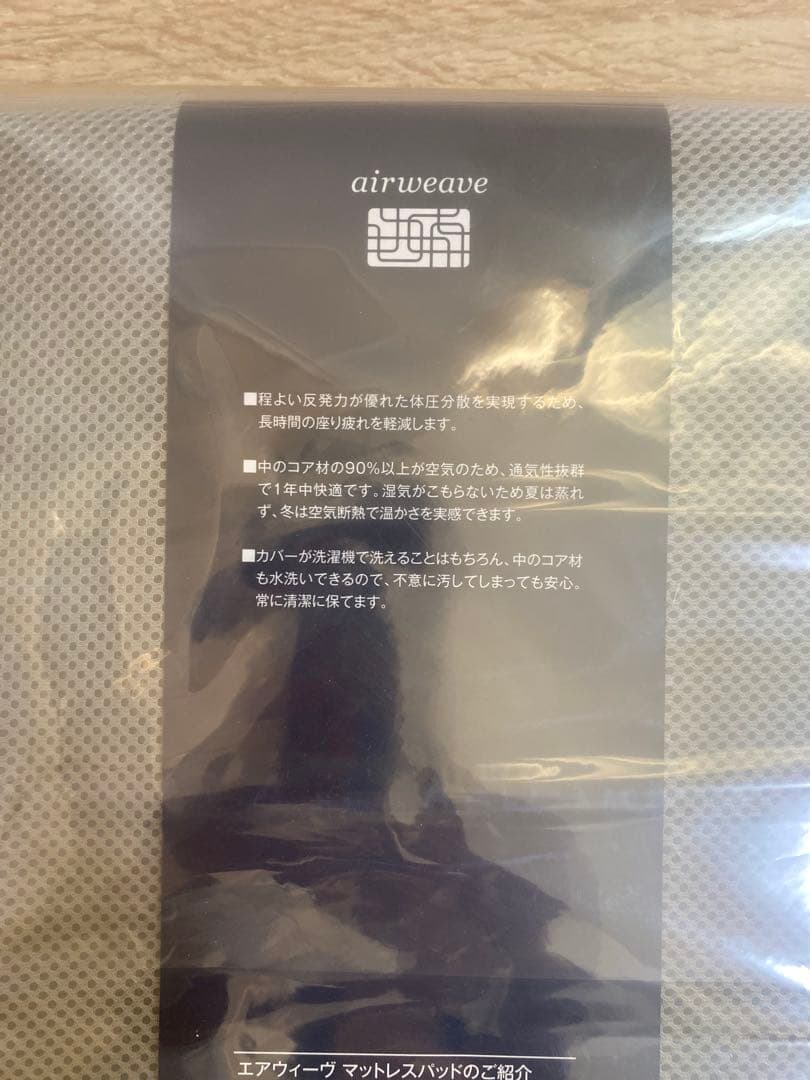 airweave
■程よい反発力が優れた体圧分散を実現するため、
長時間の座り疲れを軽減します。
■中のコア材の90%以上が空気のため、通気性抜群
で1年中快適です。湿気がこもらないため夏は蒸れ
ず、冬は空気断熱で温かさを実感できます。
■カバーが洗濯機で洗えることはもちろん、中のコア材
も水洗いできるので、不意に汚してしまっても安心。
常に清潔に保てます。
エアウィーヴ マットレスパッドのご紹介